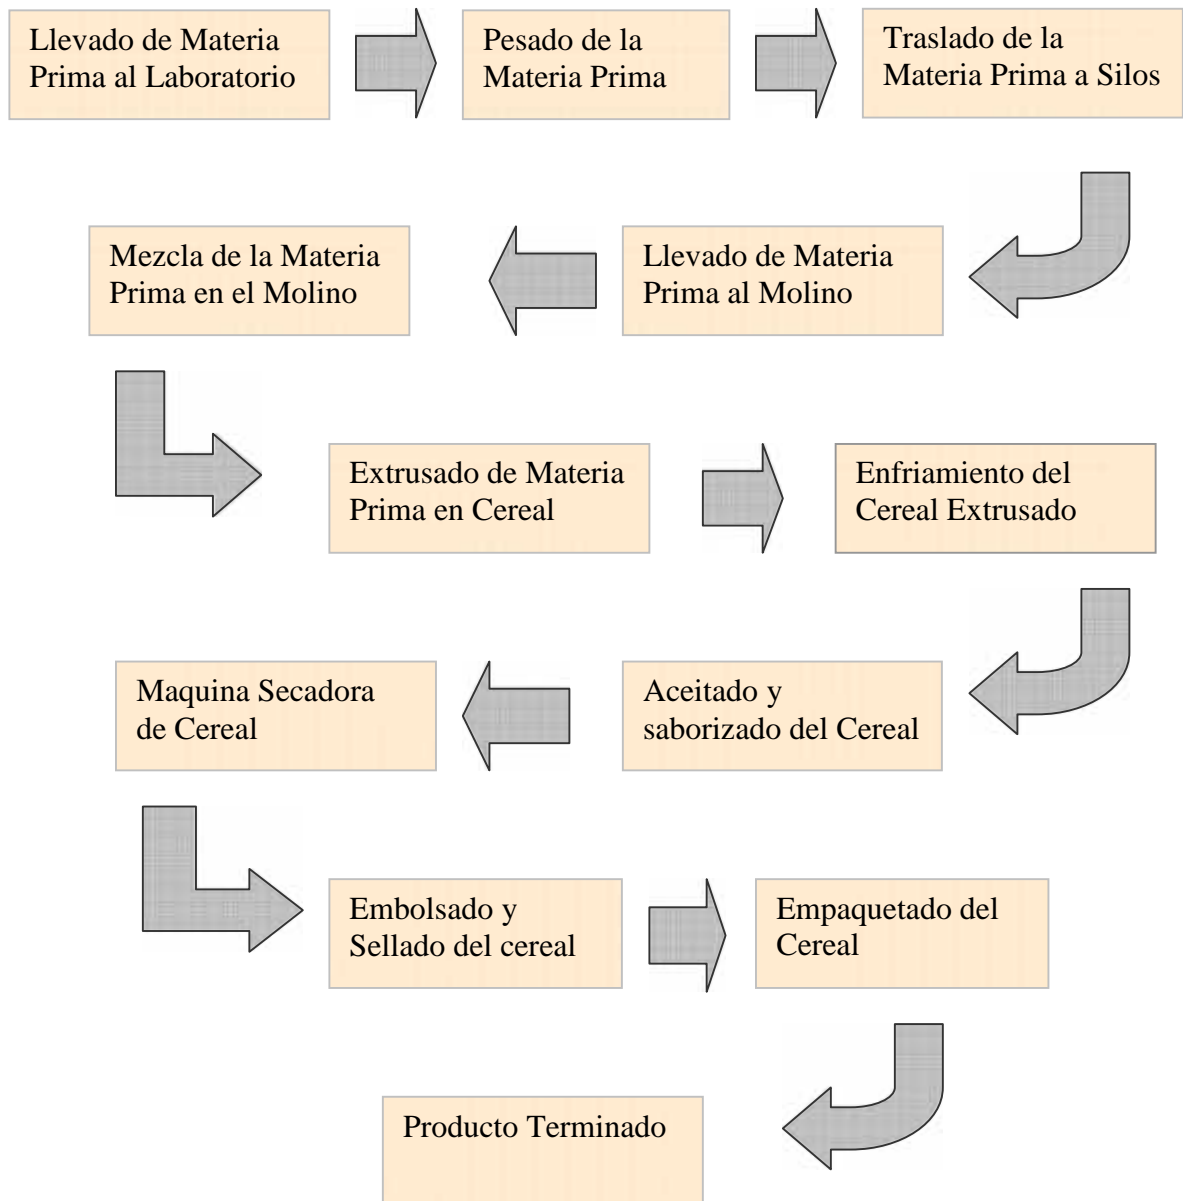 Llevado de Materia
Prima al Laboratorio
Pesado de la
Materia Prima
Traslado de la
Materia Prima a Silos
Llevado de Materia
Prima al Molino
Mezcla de la Materia
Prima en el Molino
Extrusado de Materia
Prima en Cereal
Enfriamiento del
Cereal Extrusado
Aceitado y
saborizado del Cereal
Maquina Secadora
de Cereal
Embolsado y
Sellado del cereal
Empaquetado del
Cereal
Producto Terminado